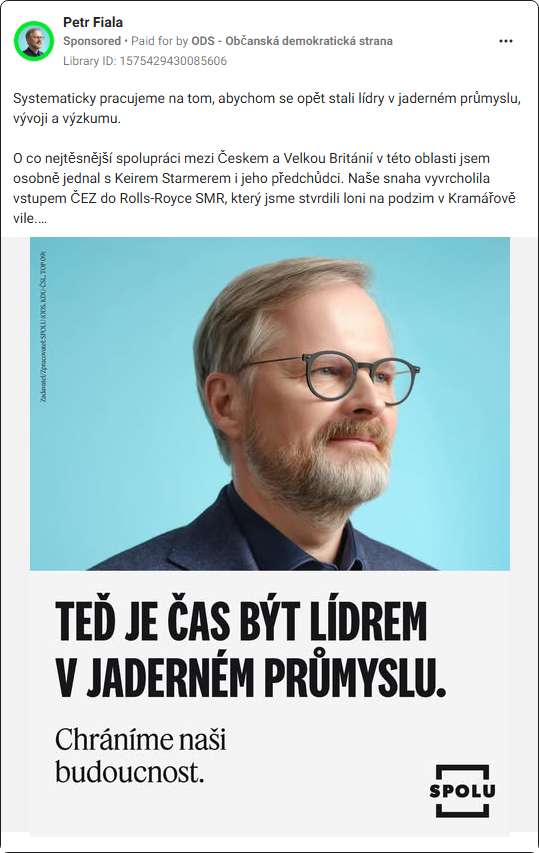 Petr Fiala
Sponsored • Paid for by ODS - Občanská demokratická strana
Library ID: 1575429430085606
Systematicky pracujeme na tom, abychom se opět stali lídry v jaderném průmyslu,
vývoji a výzkumu.
O co nejtěsnější spolupráci mezi Českem a Velkou Británií v této oblasti jsem
osobně jednal s Keirem Starmerem i jeho předchůdci. Naše snaha vyvrcholila
vstupem ČEZ do Rolls-Royce SMR, který jsme stvrdili loni na podzim v Kramářově
vile....
Zadavatel/Zpracovatel: SPOLU (ODS, KDU-ČSL, TOP 09)
TEĎ JE ČAS BÝT LÍDREM
V JADERNÉM PRŮMYSLU.
Chráníme naši
budoucnost.
SPOLU